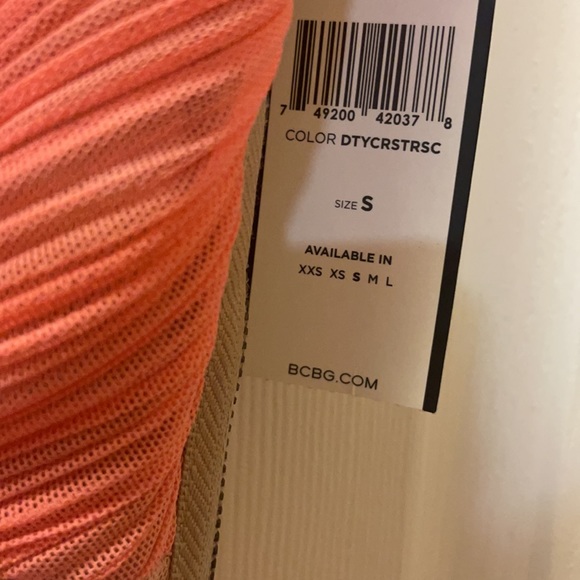 7 49200 42037 8
COLOR DTYCRSTRSC
SIZE S
AVAILABLE IN
XXS XS S M L
BCBG.COM